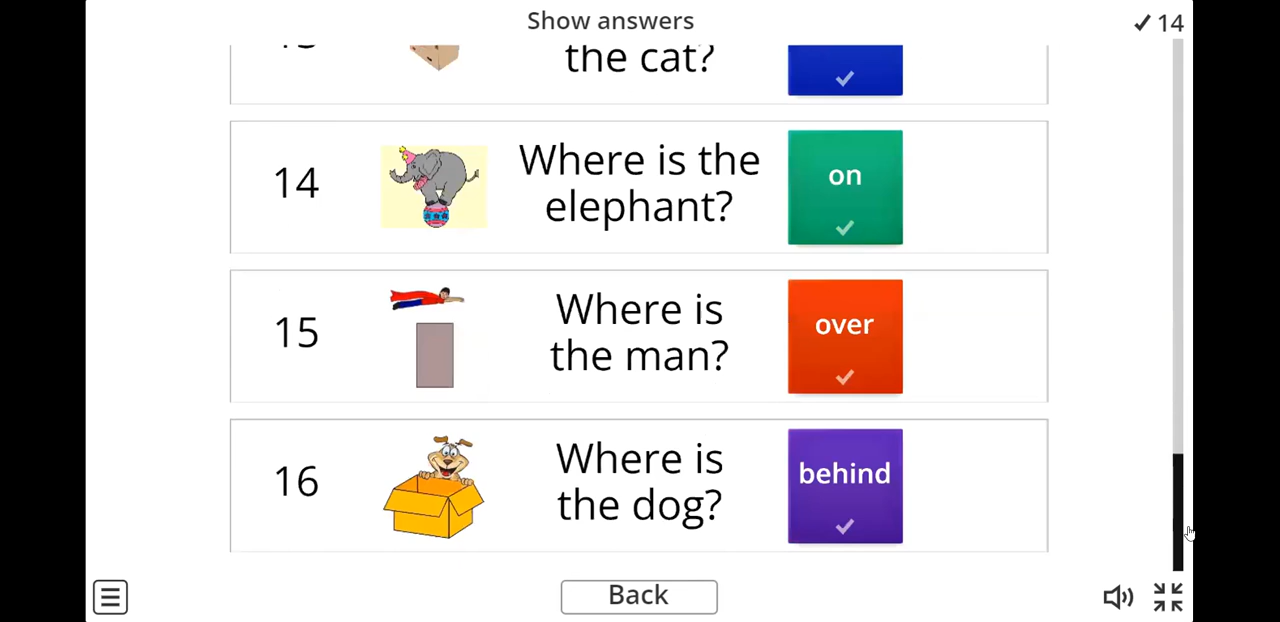 Show answers
14
the cat?
14
Where is the
elephant?
on
15
Where is
the man?
over
16
Where is
the dog?
behind
Back